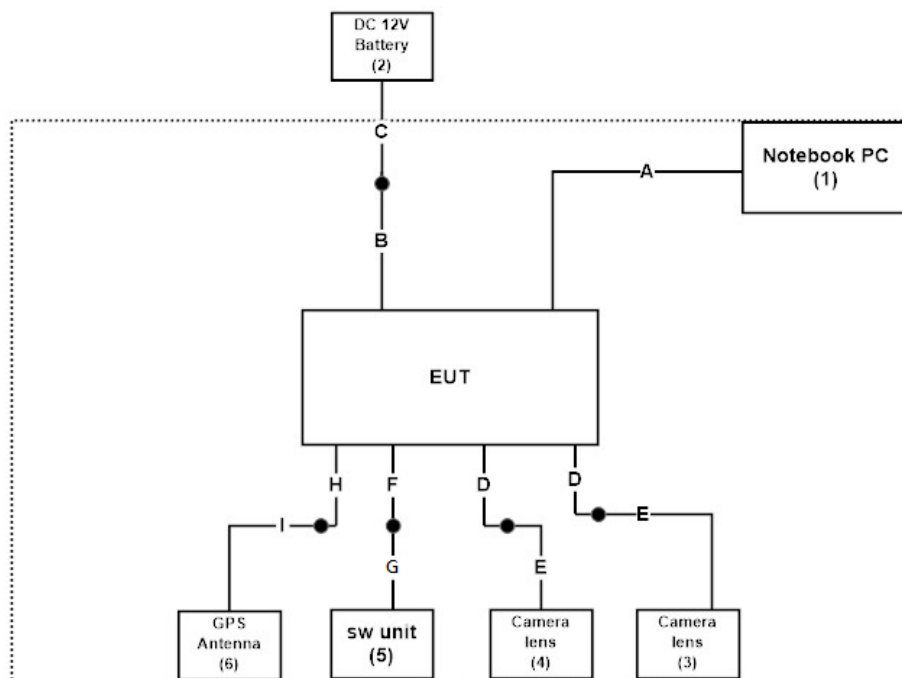 DC 12V
Battery
(2)
C
Notebook PC
(1)
A
B
EUT
H
F
D
D
I
E
G
E
GPS
Antenna
(6)
sw unit
(5)
Camera
lens
(4)
Camera
lens
(3)